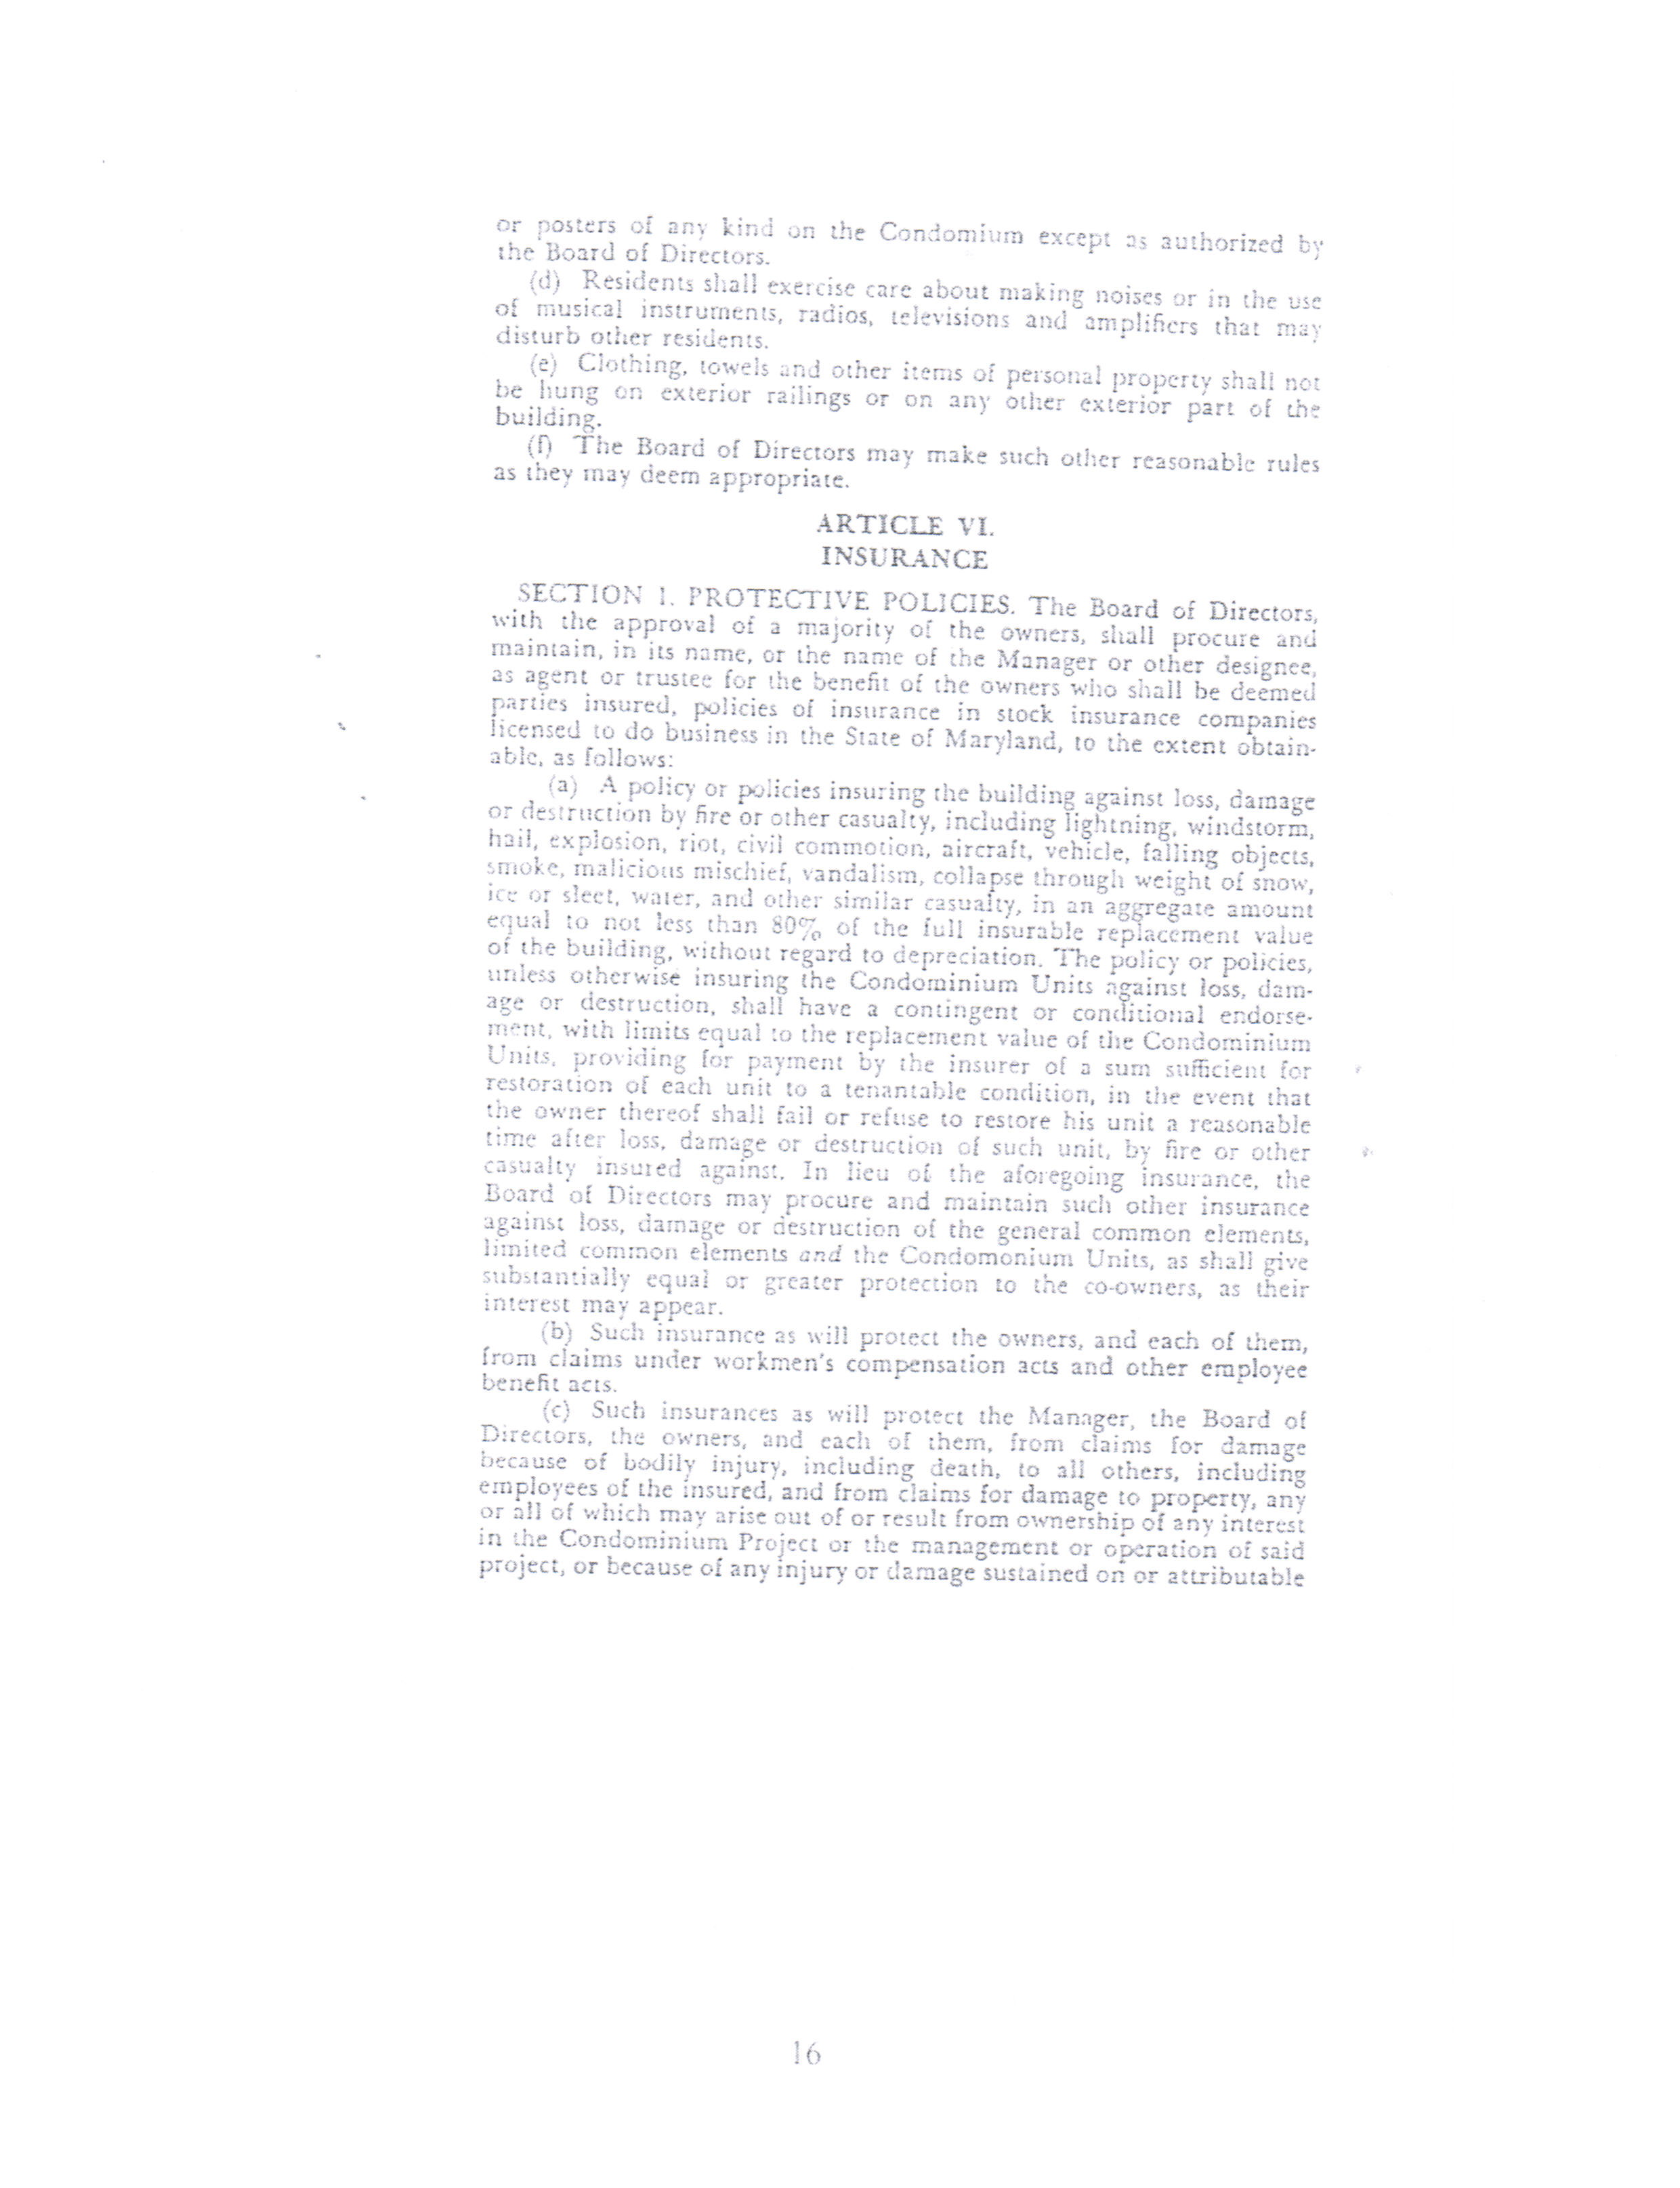 or posters of any kind on the Condomium except as authorized by
the Board of Directors.
(d) Residents shall exercise care about making noises or in the use
of musical instruments, radios, televisions and amplifiers that may
disturb other residents.
(e) Clothing, towels and other items of personal property shall not
be hung on exterior railings or on any other exterior part of the
building.
(f) The Board of Directors may make such other reasonable rules
as they may deem appropriate.
ARTICLE VI.
INSURANCE
SECTION 1. PROTECTIVE POLICIES. The Board of Directors,
with the approval of a majority of the owners, shall procure and
maintain, in its name, or the name of the Manager or other designee,
as agent or trustee for the benefit of the owners who shall be deemed
parties insured, policies of insurance in stock insurance companies
licensed to do business in the State of Maryland, to the extent obtain-
able, as follows:
(a) A policy or policies insuring the building against loss, damage
or destruction by fire or other casualty, including lightning, windstorm,
hail, explosion, riot, civil commotion, aircraft, vehicle, falling objects,
smoke, malicious mischief, vandalism, collapse through weight of snow,
ice or sleet, water, and other similar casualty, in an aggregate amount
equal to not less than 80% of the full insurable replacement value
of the building, without regard to depreciation. The policy or policies,
unless otherwise insuring the Condominium Units against loss, dam-
age or destruction, shall have a contingent or conditional endorse-
ment, with limits equal to the replacement value of the Condominium
Units, providing for payment by the insurer of a sum sufficient for
restoration of each unit to a tenantable condition, in the event that
the owner thereof shall fail or refuse to restore his unit a reasonable
time after loss, damage or destruction of such unit, by fire or other
casualty insured against. In lieu of the aforegoing insurance, the
Board of Directors may procure and maintain such other insurance
against loss, damage or destruction of the general common elements,
limited common elements and the Condomonium Units, as shall give
substantially equal or greater protection to the co-owners, as their
interest may appear.
(b) Such insurance as will protect the owners, and each of them,
from claims under workmen's compensation acts and other employee
benefit acts.
(c) Such insurances as will protect the Manager, the Board of
Directors, the owners, and each of them, from claims for damage
because of bodily injury, including death, to all others, including
employees of the insured, and from claims for damage to property, any
or all of which may arise out of or result from ownership of any interest
in the Condominium Project or the management or operation of said
project, or because of any injury or damage sustained on or attributable
16